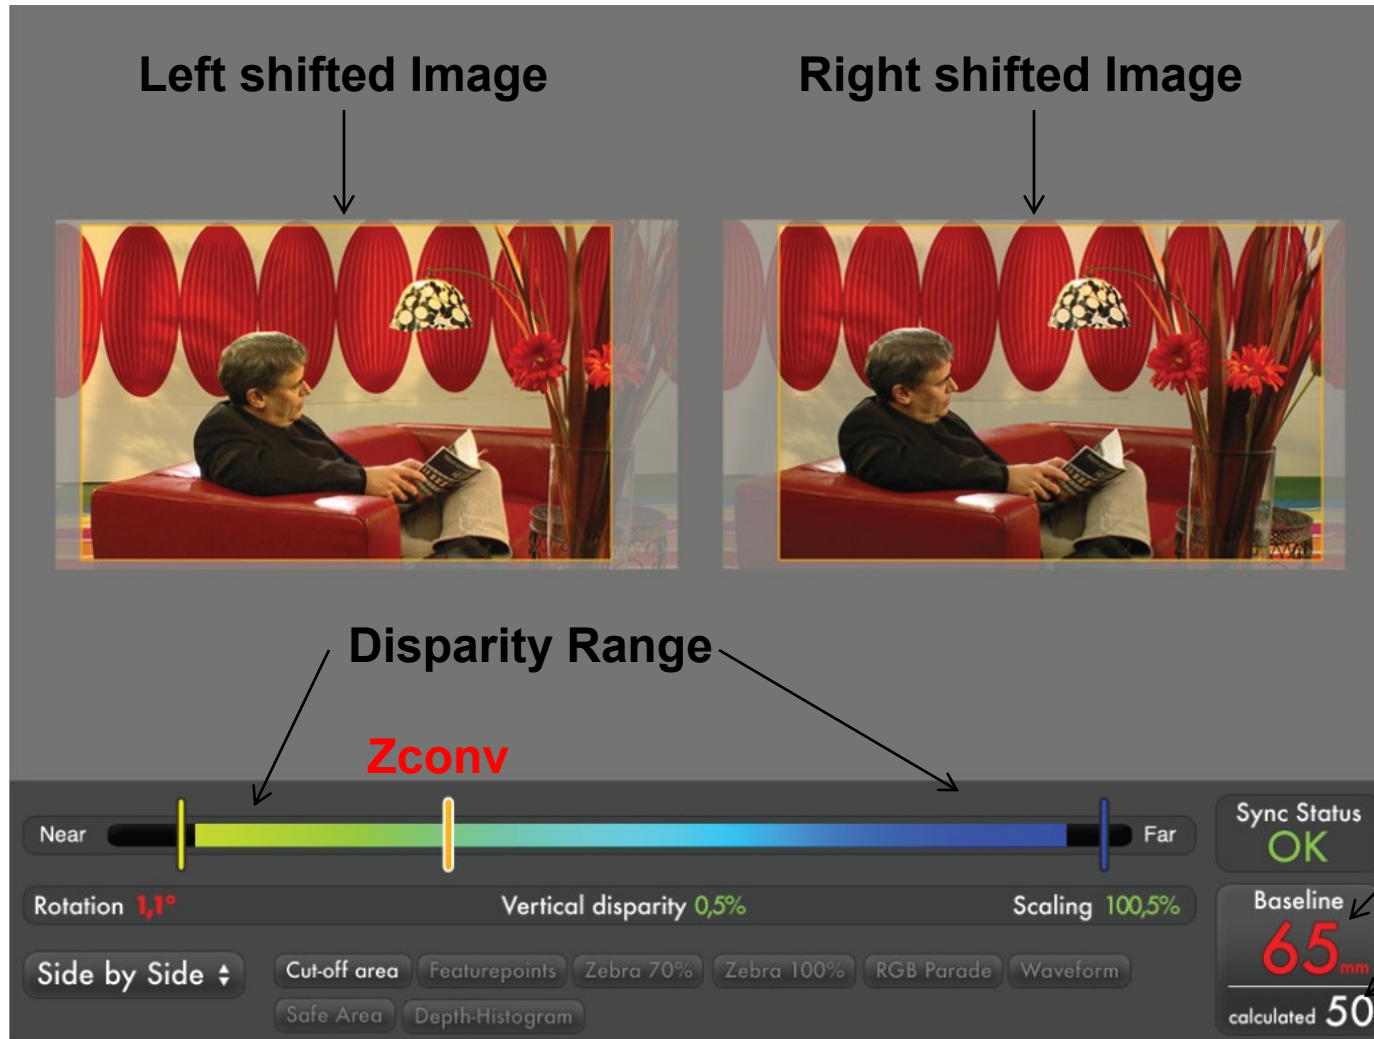 Left shifted Image
Right shifted Image
Disparity Range
Zconv
Near
Far
Sync Status
OK
Rotation 1,1°
Vertical disparity 0,5%
Scaling 100,5%
Baseline
65mm
calculated 50
Side by Side
Cut-off area
Featurepoints
Zebra 70%
Zebra 100%
RGB Parade
Waveform
Safe Area
Depth-Histogram